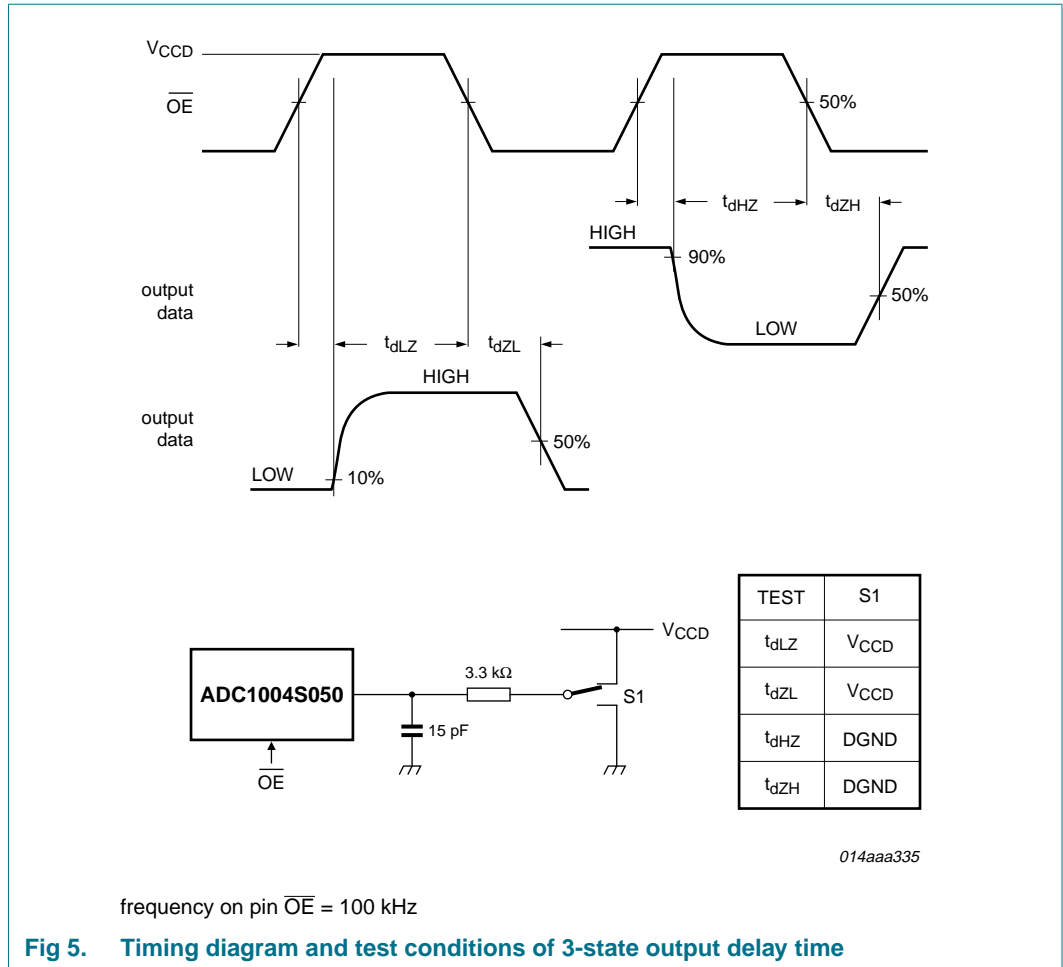 VCCD
OE
50%
tdHZ
tdZH
HIGH
90%
output
data
50%
LOW
tdLZ
tdZL
HIGH
output
data
50%
LOW
10%
VCCD
3.3 kΩ
ADC1004S050
S1
15 pF
OE
TEST S1
tdLZ VCCD
tdZL VCCD
tdHZ DGND
tdZH DGND
014aaa335
frequency on pin OE = 100 kHz
Fig 5. Timing diagram and test conditions of 3-state output delay time